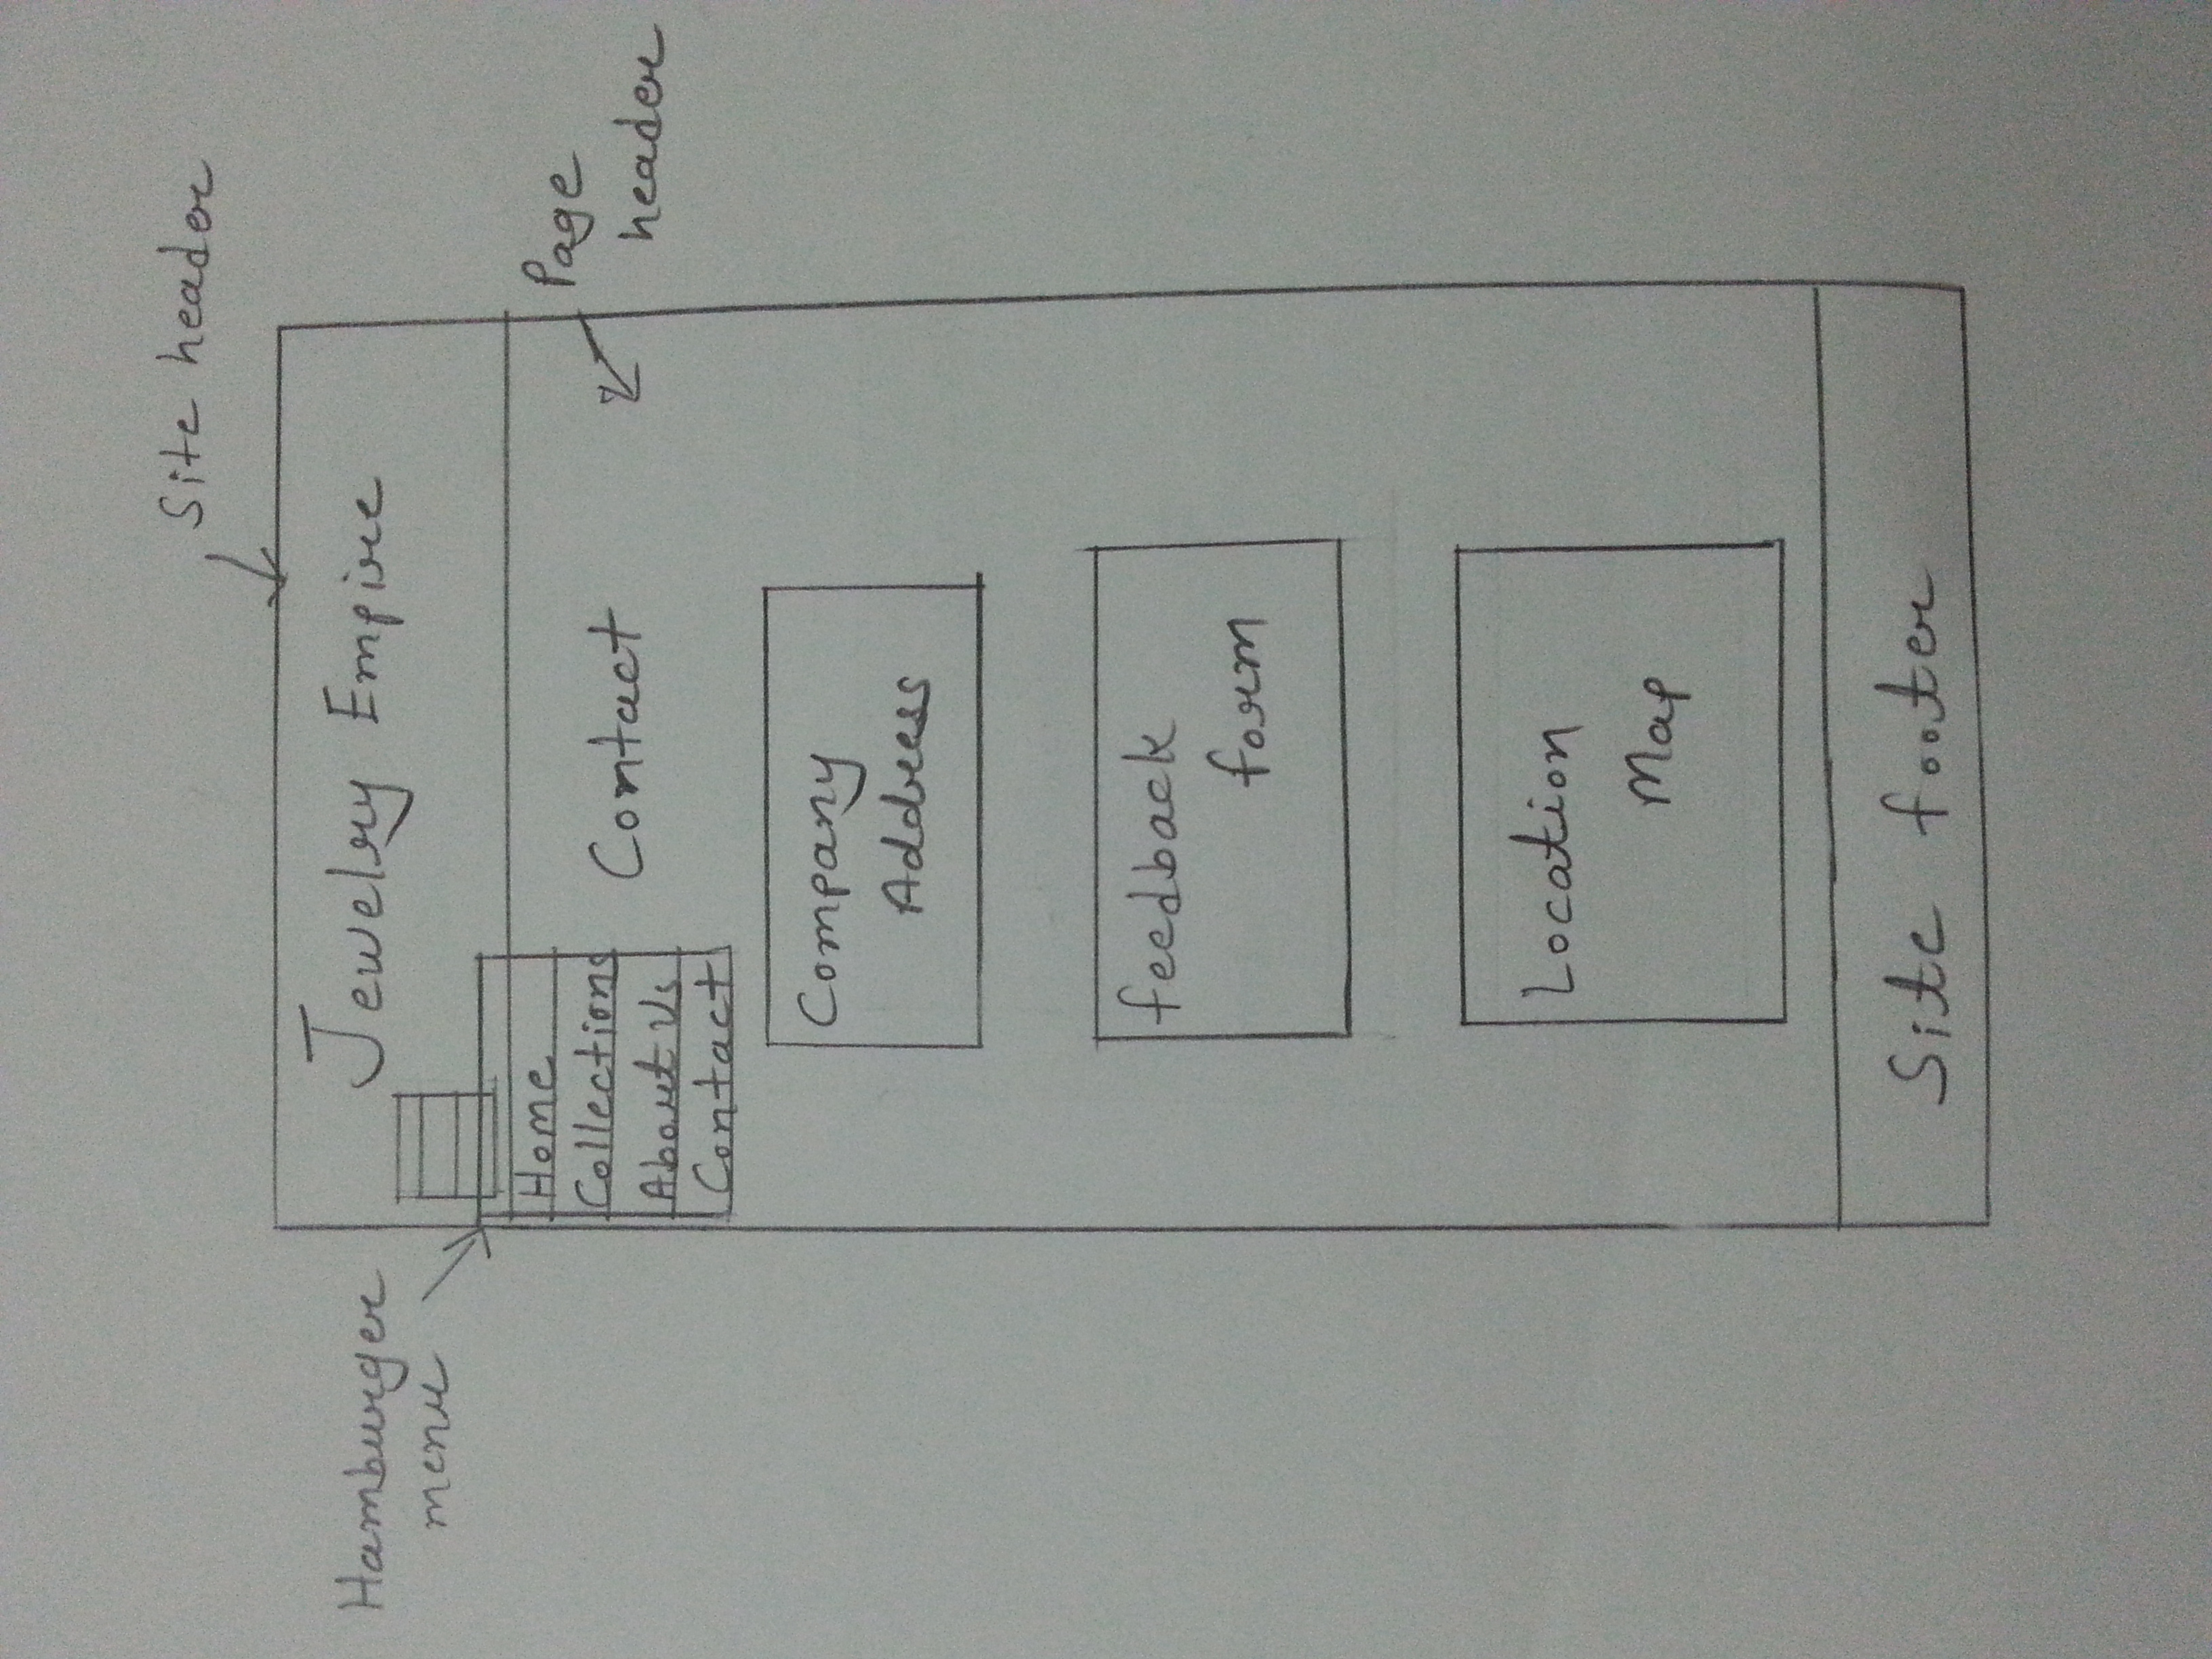 Site header
Jewelry Empire
Hamburger
menu
Home
Collections
About Us
Contact
Contact
Page
header
Company
Address
feedback
form
Location
Map
Site footer